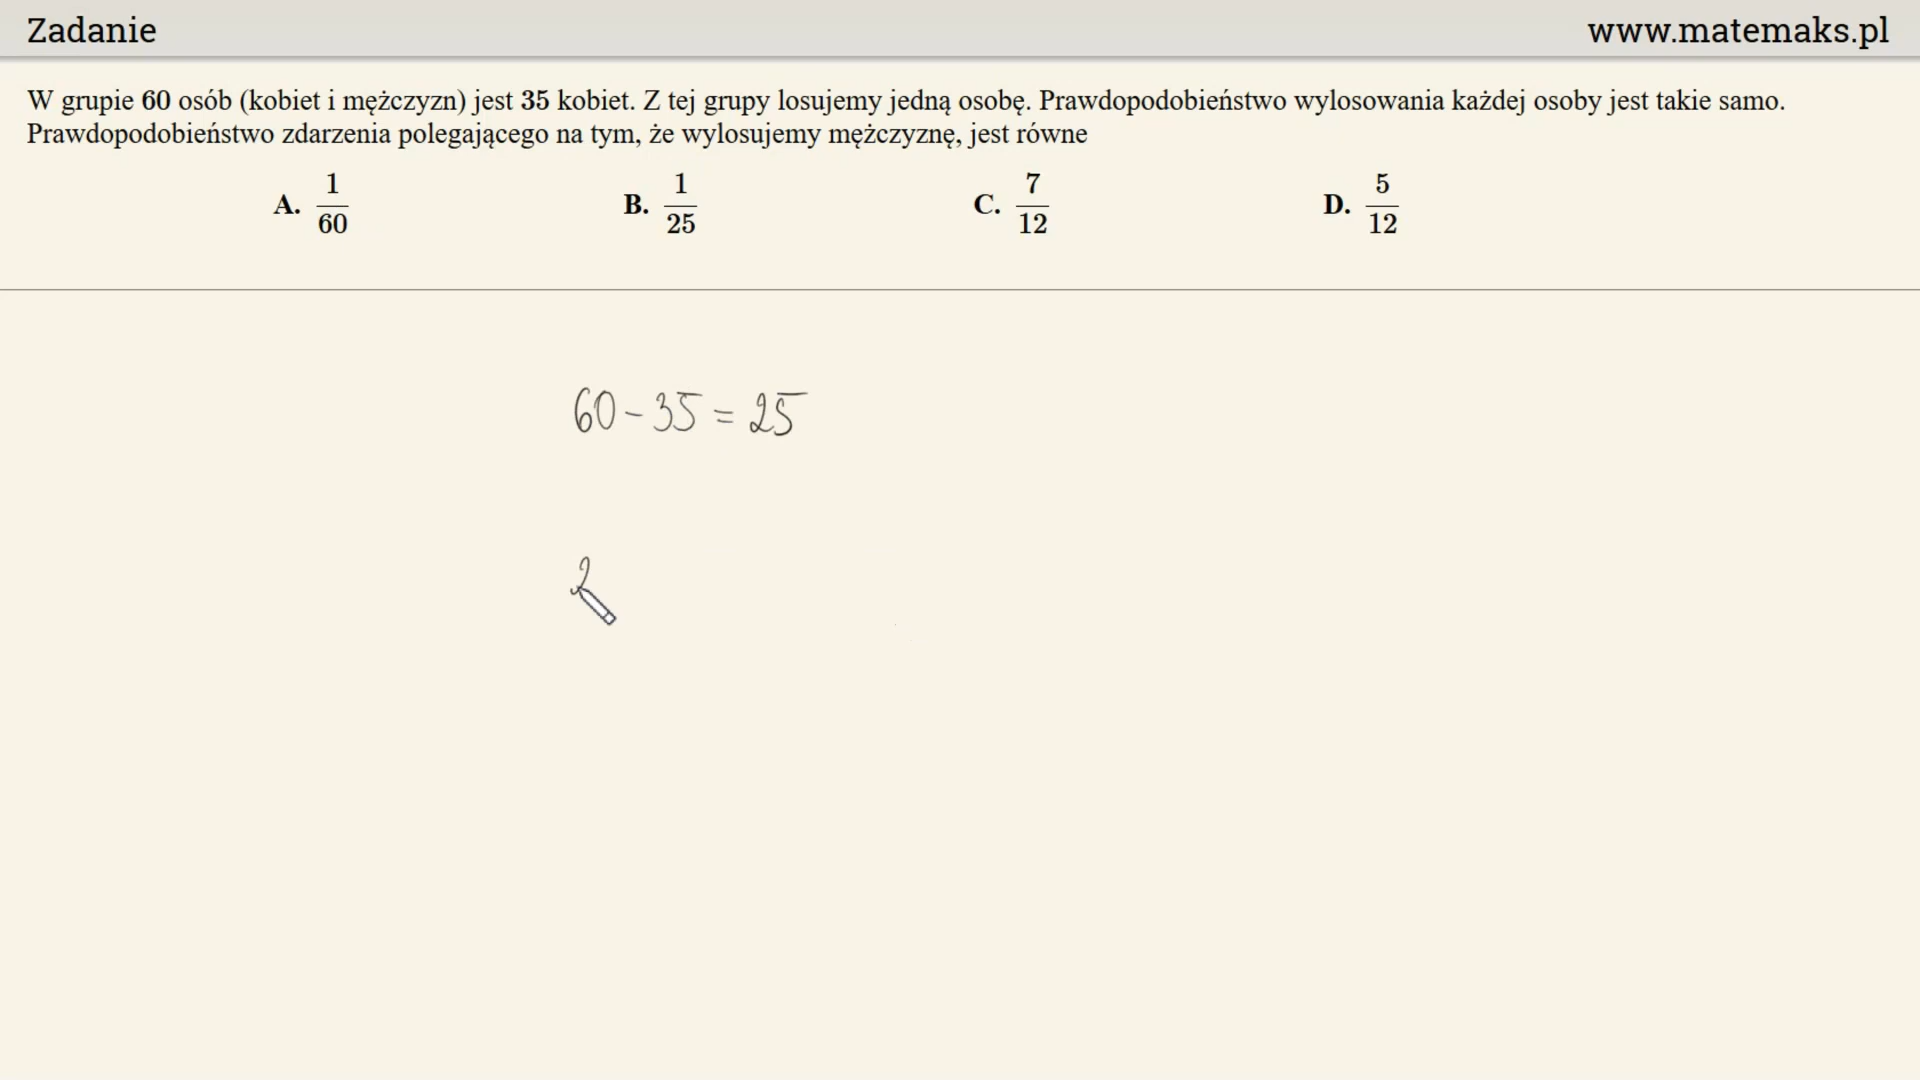 Zadanie www.matemaks.pl
W grupie 60 osób (kobiet i mężczyzn) jest 35 kobiet. Z tej grupy losujemy jedną osobę. Prawdopodobieństwo wylosowania każdej osoby jest takie samo.
Prawdopodobieństwo zdarzenia polegającego na tym, że wylosujemy mężczyznę, jest równe
A. 1/60 B. 1/25 C. 7/12 D. 5/12
60 - 35 = 25
2